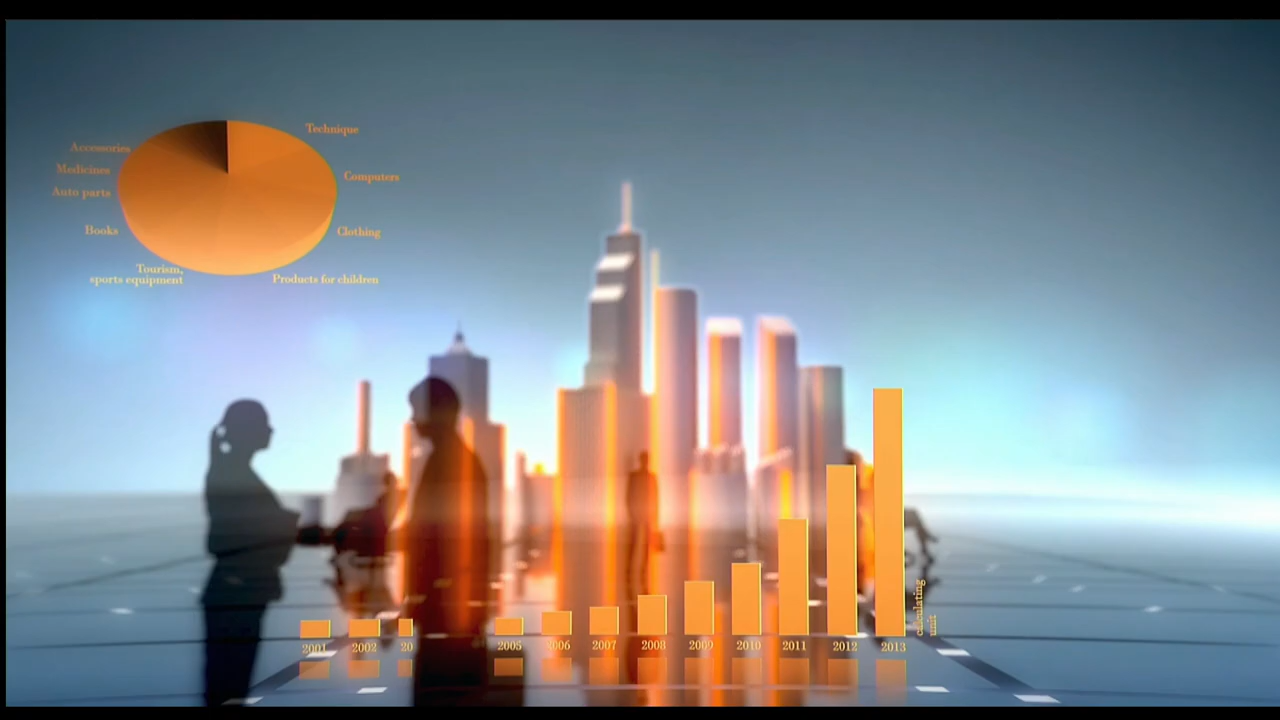 Technique
Accessories
Medicines
Computers
Auto parts
Books
Clothing
Tourism,
sports equipment
Products for children
calculating
unit
2001 2002 20 2005 2006 2007 2008 2009 2010 2011 2012 2013